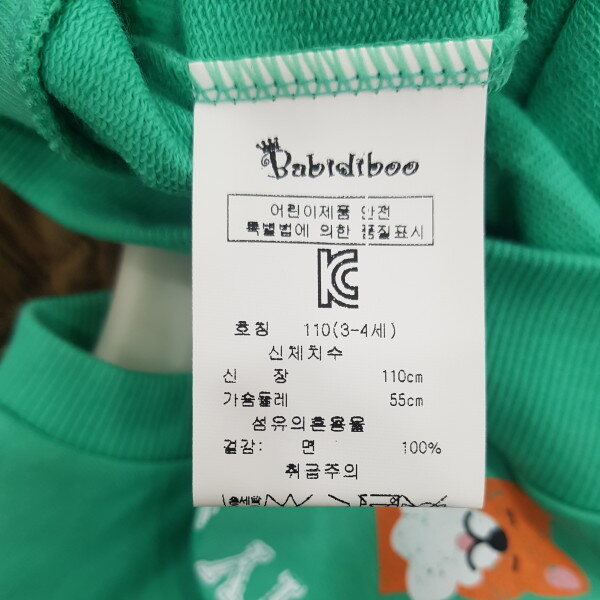 Babidiboo
어린이제품 안전
특별법에 의한 품질표시
KC
호칭 110(3-4세)
신체치수
신 장 110cm
가슴둘레 55cm
섬유의혼용율
겉감: 면 100%
취급주의